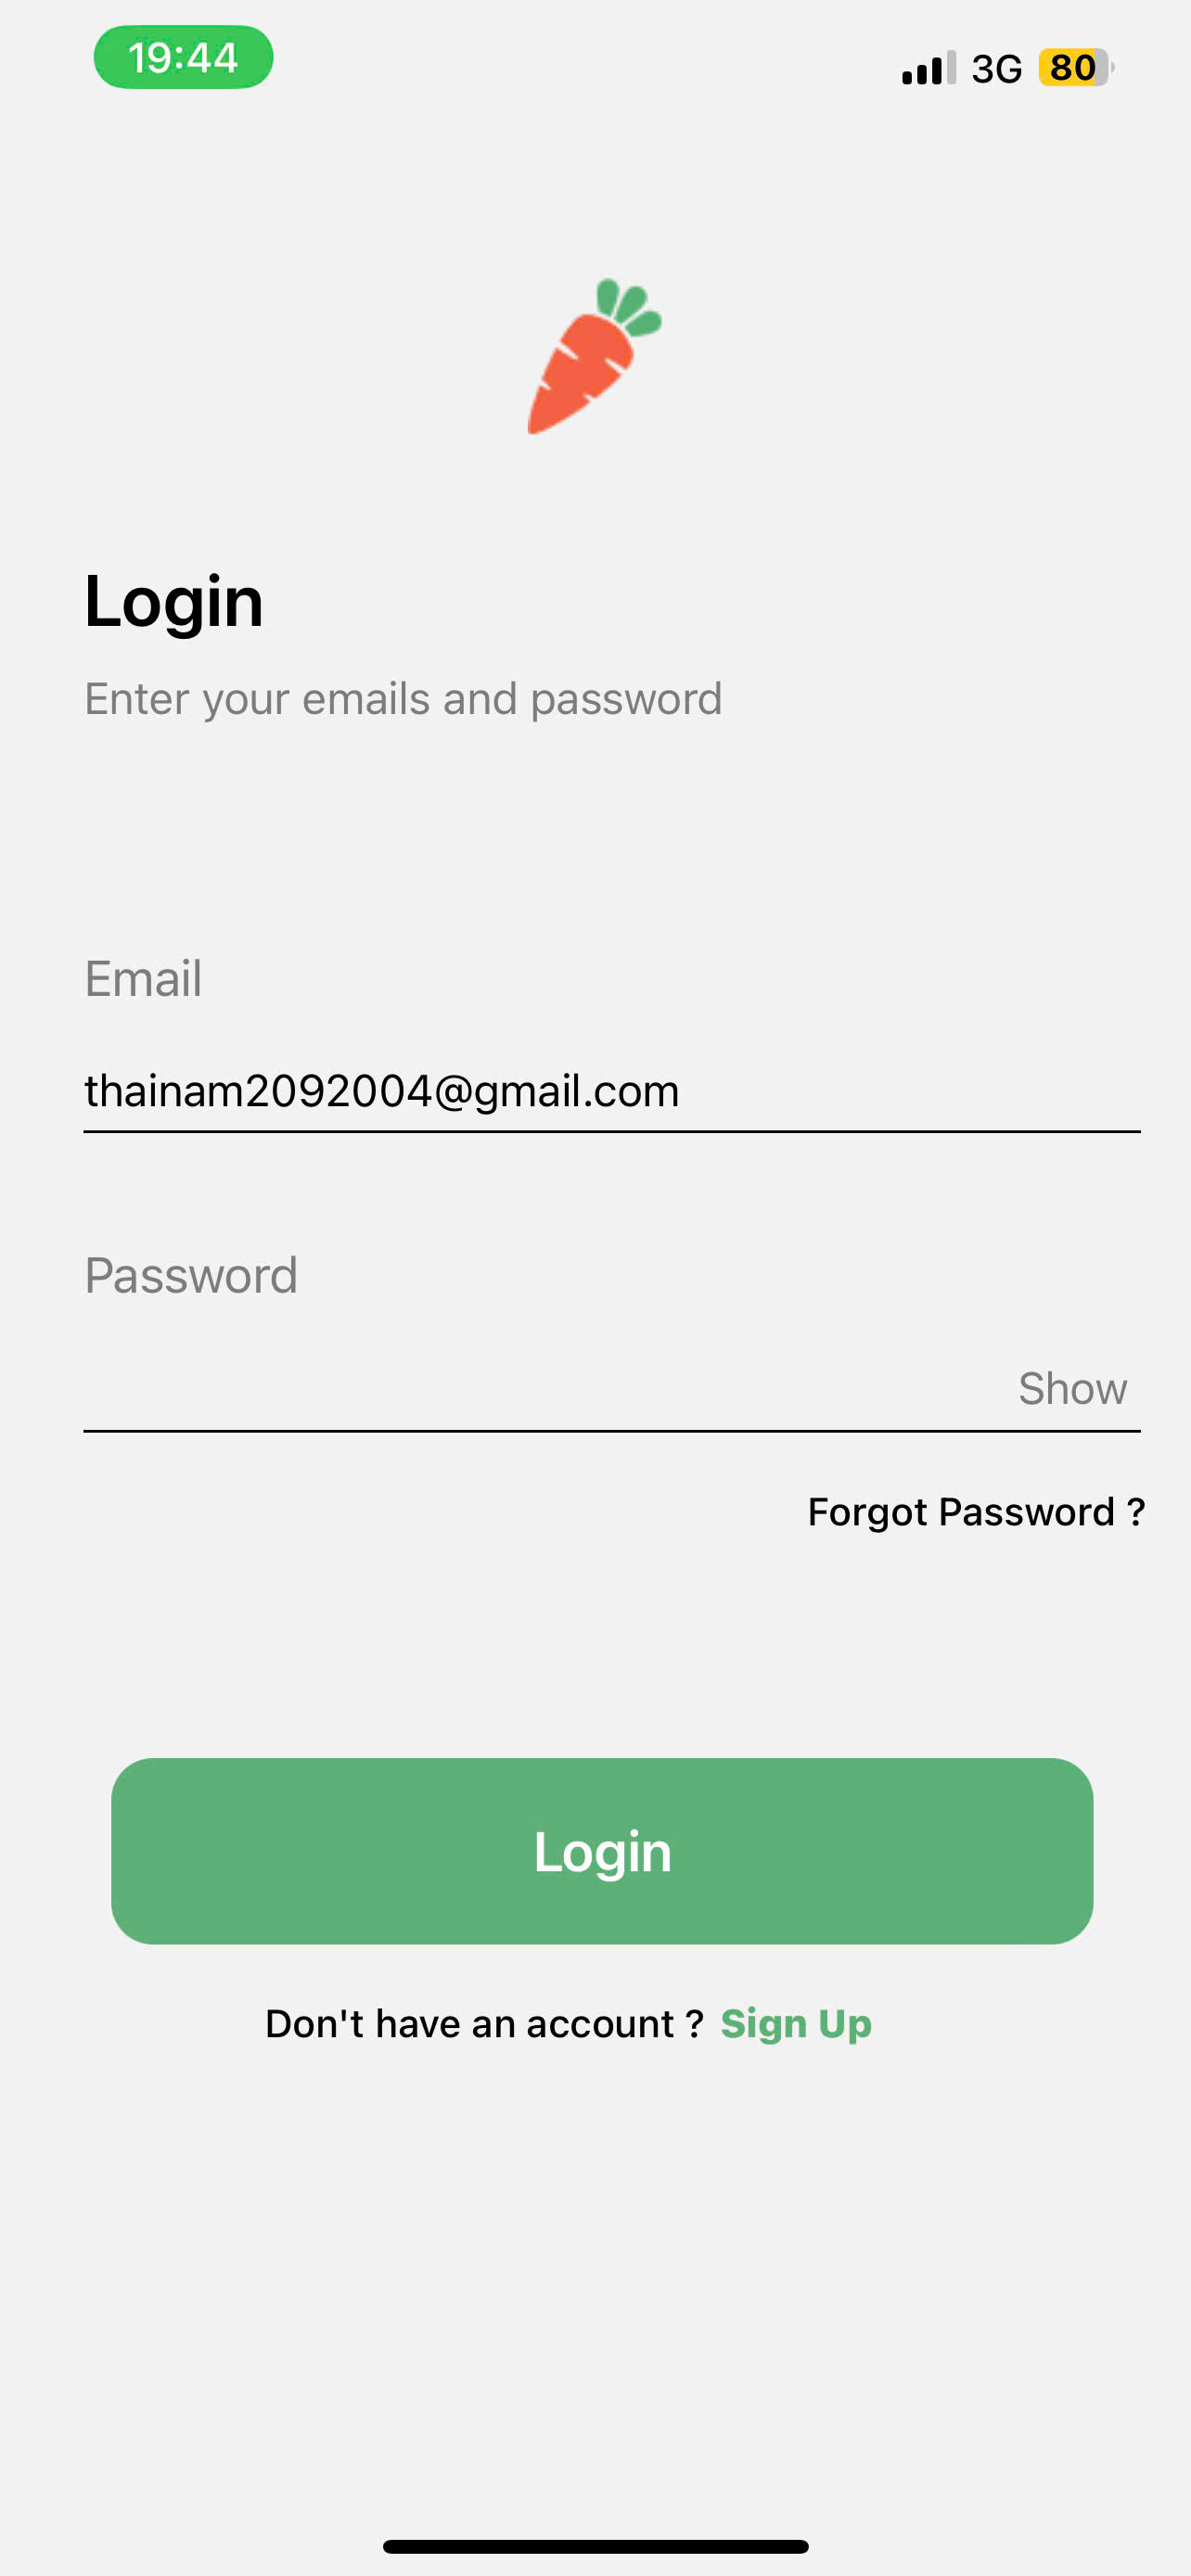 19:44
3G 80
Login
Enter your emails and password
Email
thainam2092004@gmail.com
Password
Show
Forgot Password ?
Login
Don't have an account ? Sign Up